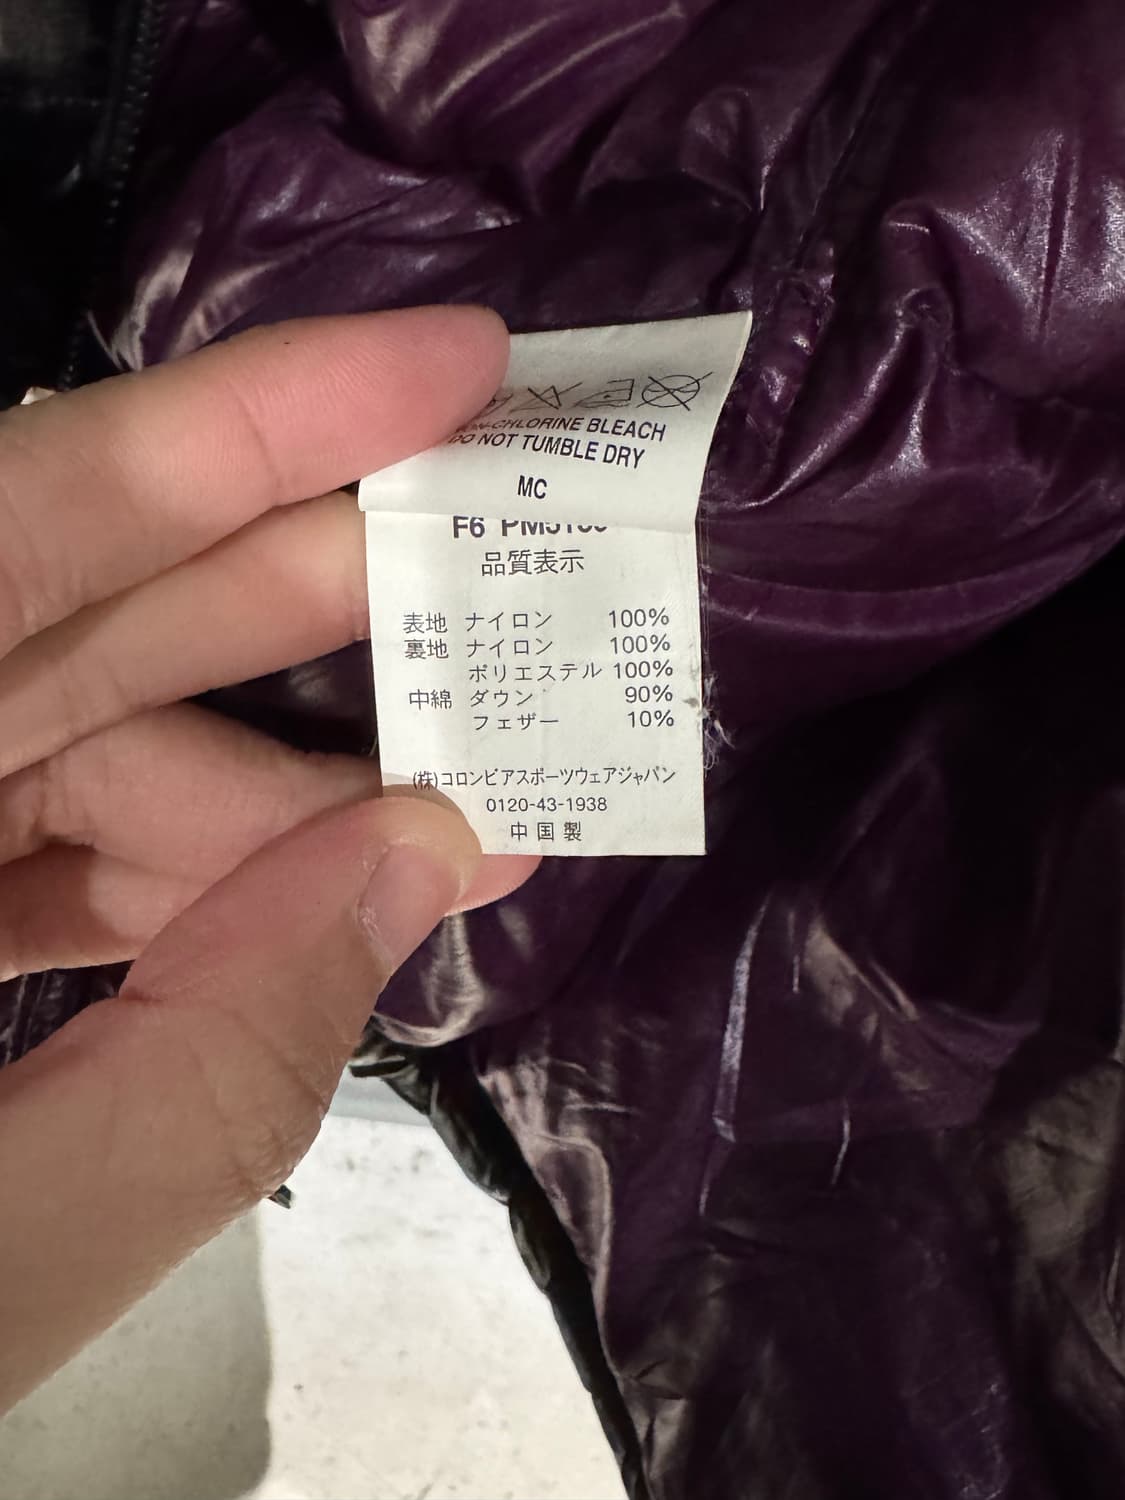 -CHLORINE BLEACH
DO NOT TUMBLE DRY
MC
F6
品質表示
表地 ナイロン 100%
裏地 ナイロン 100%
ポリエステル 100%
中綿 ダウン 90%
フェザー 10%
(株)コロンビアスポーツウェアジャパン
0120-43-1938
中国製